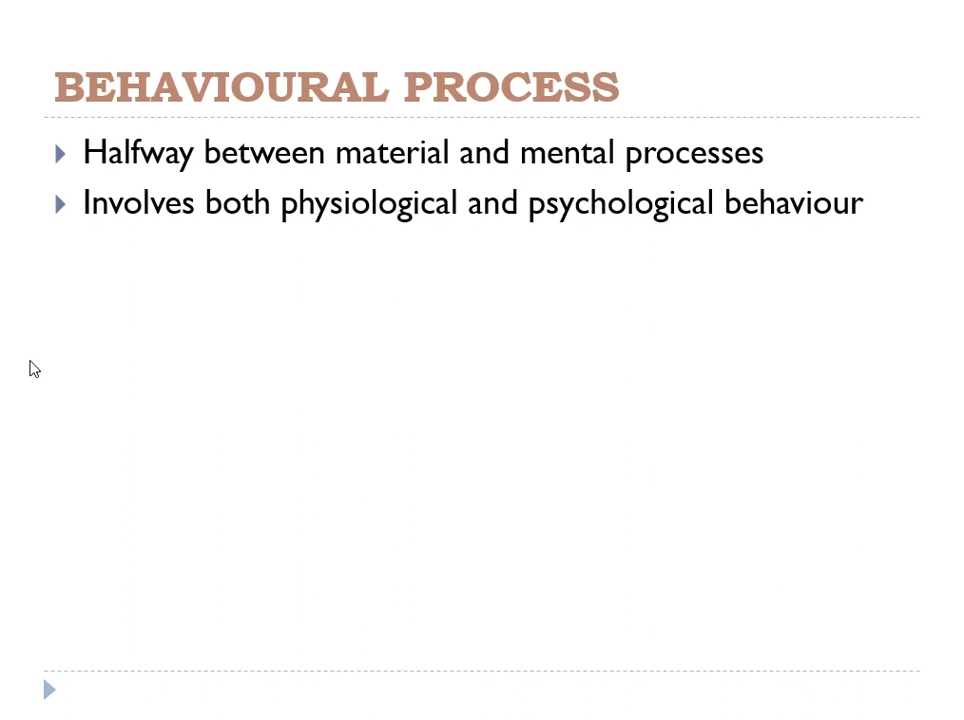 BEHAVIOURAL PROCESS
Halfway between material and mental processes
Involves both physiological and psychological behaviour